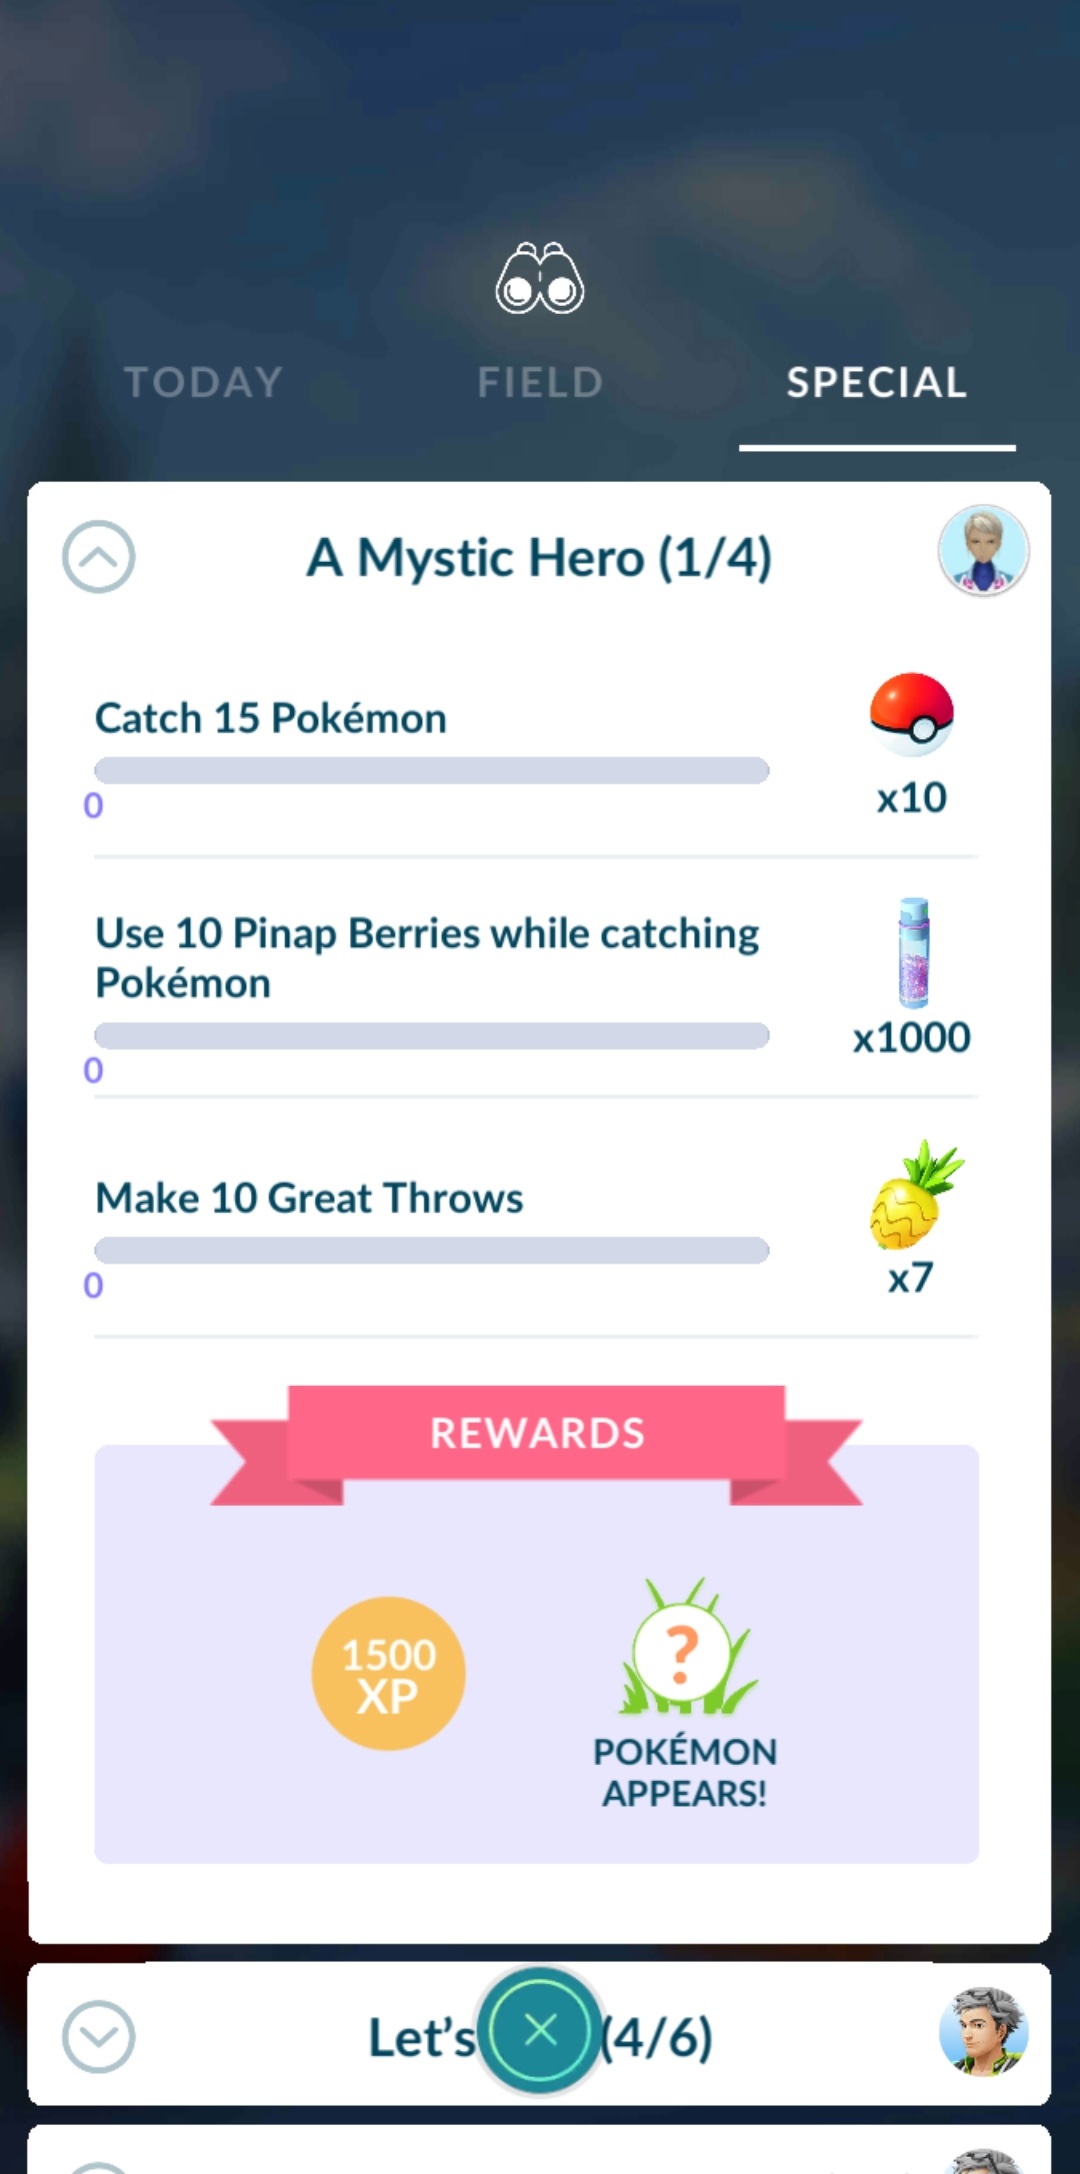 TODAY
FIELD
SPECIAL
A Mystic Hero (1/4)
Catch 15 Pokémon
0
x10
Use 10 Pinap Berries while catching
Pokémon
0
x1000
Make 10 Great Throws
0
x7
REWARDS
1500
XP
?
POKÉMON
APPEARS!
Let's (4/6)